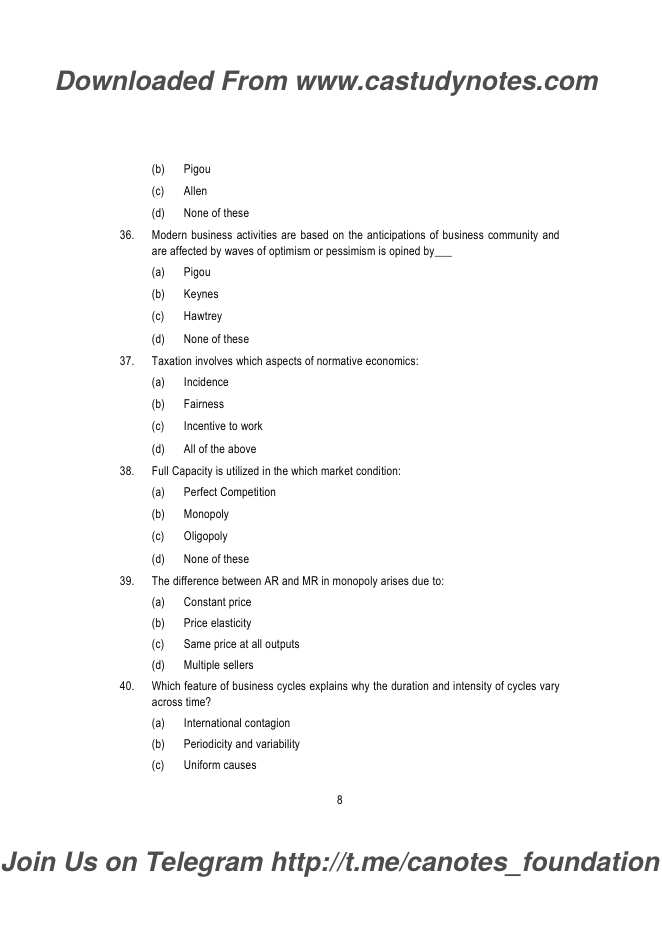 Downloaded From www.castudynotes.com
(b) Pigou
(c) Allen
(d) None of these
36. Modern business activities are based on the anticipations of business community and
are affected by waves of optimism or pessimism is opined by___
(a) Pigou
(b) Keynes
(c) Hawtrey
(d) None of these
37. Taxation involves which aspects of normative economics:
(a) Incidence
(b) Fairness
(c) Incentive to work
(d) All of the above
38. Full Capacity is utilized in the which market condition:
(a) Perfect Competition
(b) Monopoly
(c) Oligopoly
(d) None of these
39. The difference between AR and MR in monopoly arises due to:
(a) Constant price
(b) Price elasticity
(c) Same price at all outputs
(d) Multiple sellers
40. Which feature of business cycles explains why the duration and intensity of cycles vary
across time?
(a) International contagion
(b) Periodicity and variability
(c) Uniform causes
8
Join Us on Telegram http://t.me/canotes_foundation